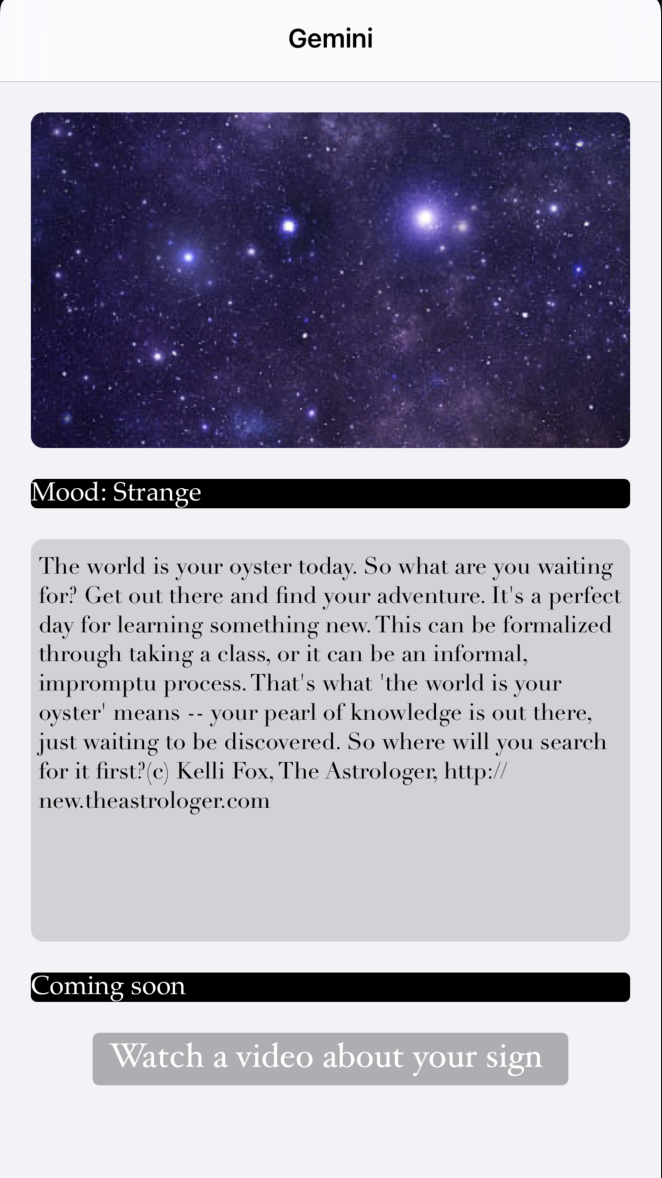 Gemini
Mood: Strange
The world is your oyster today. So what are you waiting
for? Get out there and find your adventure. It's a perfect
day for learning something new. This can be formalized
through taking a class, or it can be an informal,
impromptu process. That's what 'the world is your
oyster' means -- your pearl of knowledge is out there,
just waiting to be discovered. So where will you search
for it first?(c) Kelli Fox, The Astrologer, http://
new.theastrologer.com
Coming soon
Watch a video about your sign